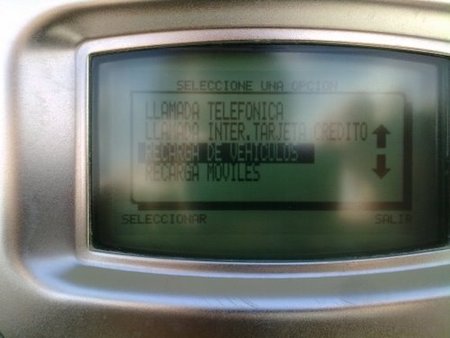 SELECCIONE UNA OPCION
LLAMADA TELEFONICA
LLAMADA INTER.TARJETA CREDITO
RECARGA DE VEHICULOS
RECARGA MOVILES
SELECCIONAR SALIR